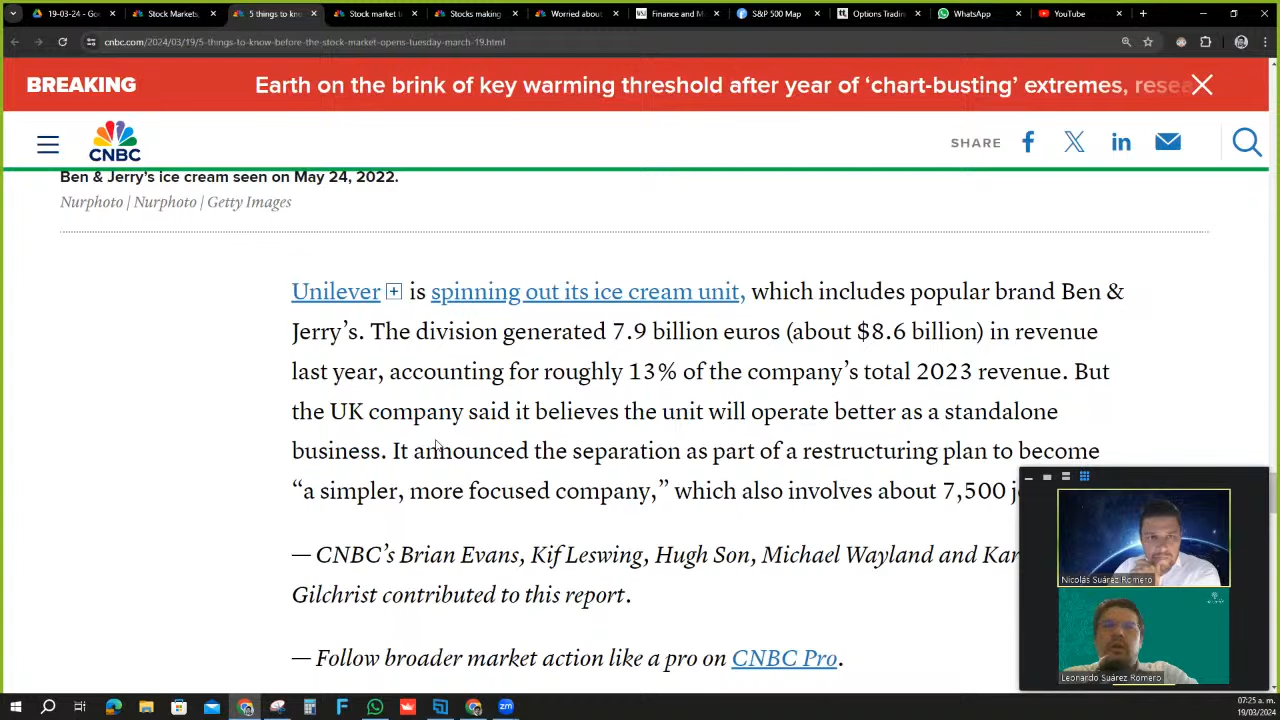 19-03-24 - Go
Stock Markets,
5 things to kno
Stock market t
Stocks making
Worried about
Finance and M
S&P 500 Map
Options Tradin
WhatsApp
YouTube
cnbc.com/2024/03/19/5-things-to-know-before-the-stock-market-opens-tuesday-march-19.html
BREAKING
Earth on the brink of key warming threshold after year of ‘chart-busting’ extremes, resea
CNBC
SHARE
Ben & Jerry’s ice cream seen on May 24, 2022.
Nurphoto | Nurphoto | Getty Images
Unilever is spinning out its ice cream unit, which includes popular brand Ben &
Jerry’s. The division generated 7.9 billion euros (about $8.6 billion) in revenue
last year, accounting for roughly 13% of the company’s total 2023 revenue. But
the UK company said it believes the unit will operate better as a standalone
business. It announced the separation as part of a restructuring plan to become
“a simpler, more focused company,” which also involves about 7,500 j
— CNBC’s Brian Evans, Kif Leswing, Hugh Son, Michael Wayland and Kar
Gilchrist contributed to this report.
— Follow broader market action like a pro on CNBC Pro.
Nicolás Suárez Romero
Leonardo Suárez Romero
07:25 a. m.
19/03/2024